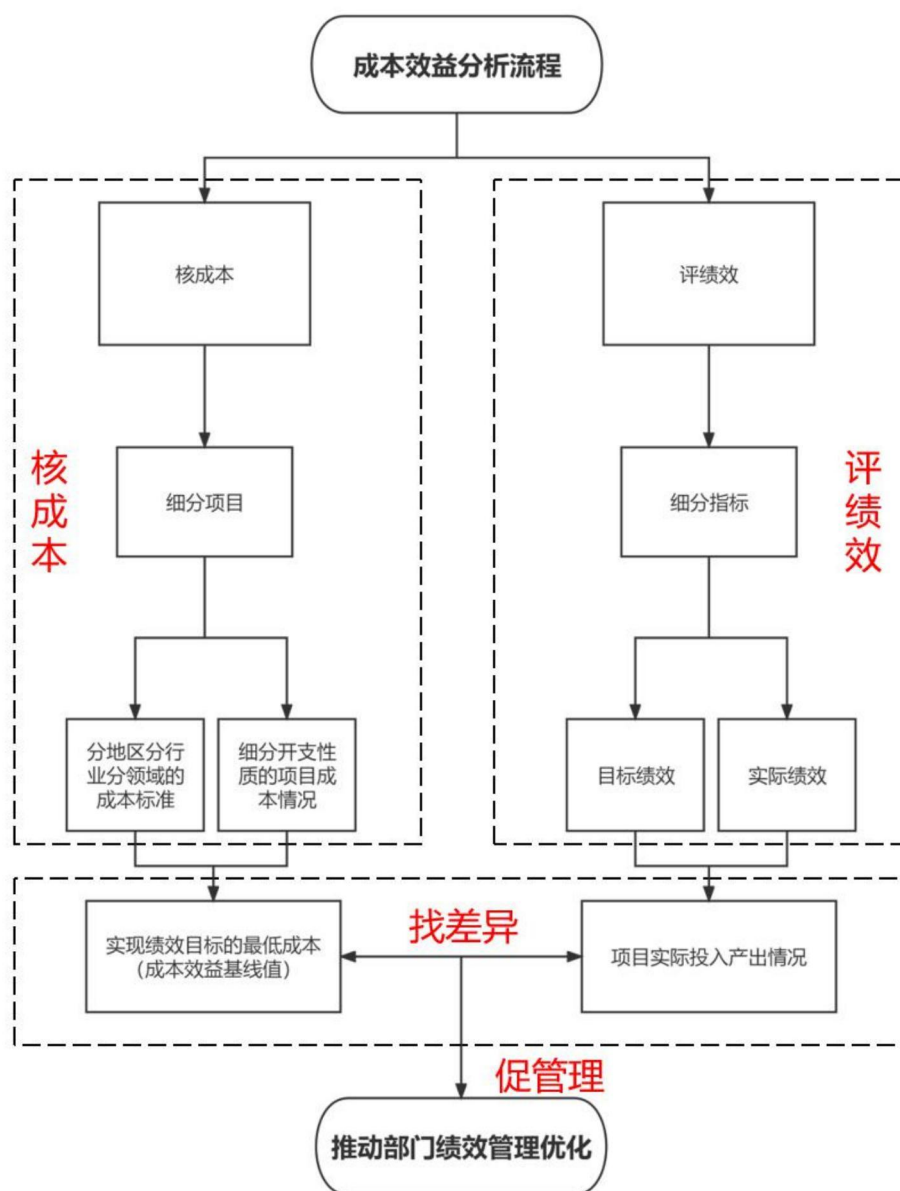 成本效益分析流程
核成本
评绩效
核成本
细分项目
细分指标
评绩效
分地区分行
业分领域的
成本标准
细分开支性
质的项目成
本情况
目标绩效
实际绩效
找差异
实现绩效目标的最低成本
（成本效益基线值）
项目实际投入产出情况
促管理
推动部门绩效管理优化